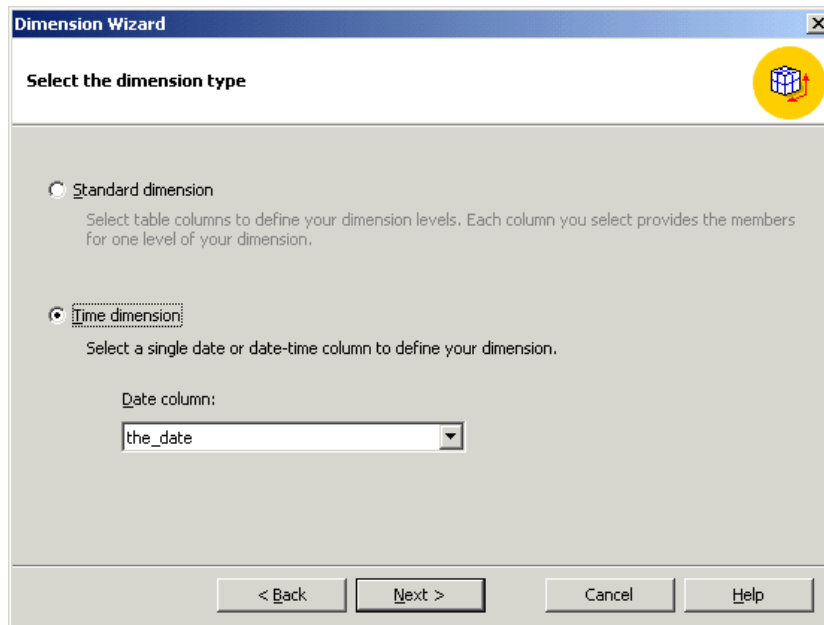 Dimension Wizard
Select the dimension type
Standard dimension
Select table columns to define your dimension levels. Each column you select provides the members
for one level of your dimension.
Time dimension
Select a single date or date-time column to define your dimension.
Date column:
the_date
< Back Next > Cancel Help